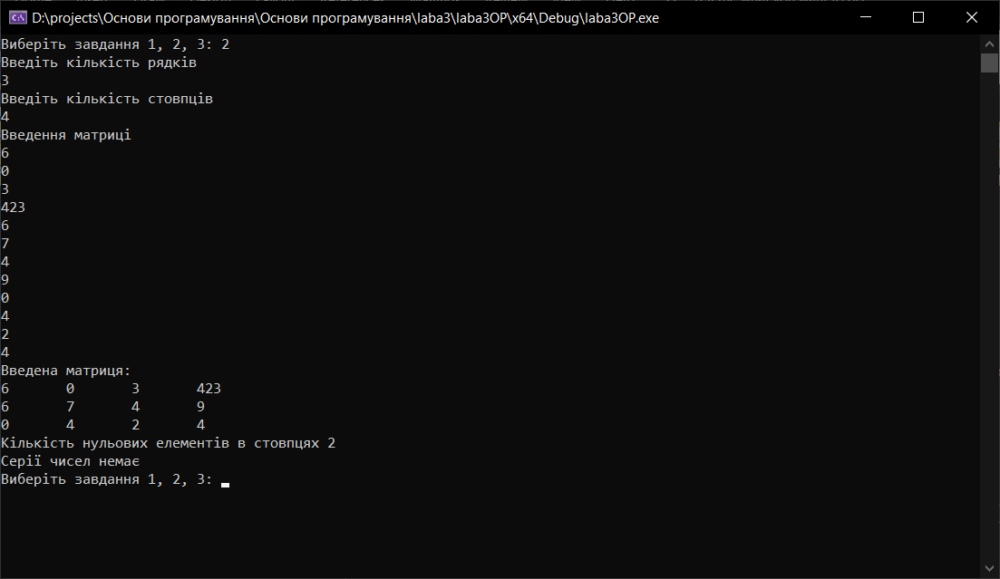 D:\projects\Основи програмування\Основи програмування\laba3\laba3OP\x64\Debug\laba3OP.exe
Виберіть завдання 1, 2, 3: 2
Введіть кількість рядків
3
Введіть кількість стовпців
4
Введення матриці
6
0
3
423
6
7
4
9
0
4
2
4
Введена матриця:
6 0 3 423
6 7 4 9
0 4 2 4
Кількість нульових елементів в стовпцях 2
Серії чисел немає
Виберіть завдання 1, 2, 3: